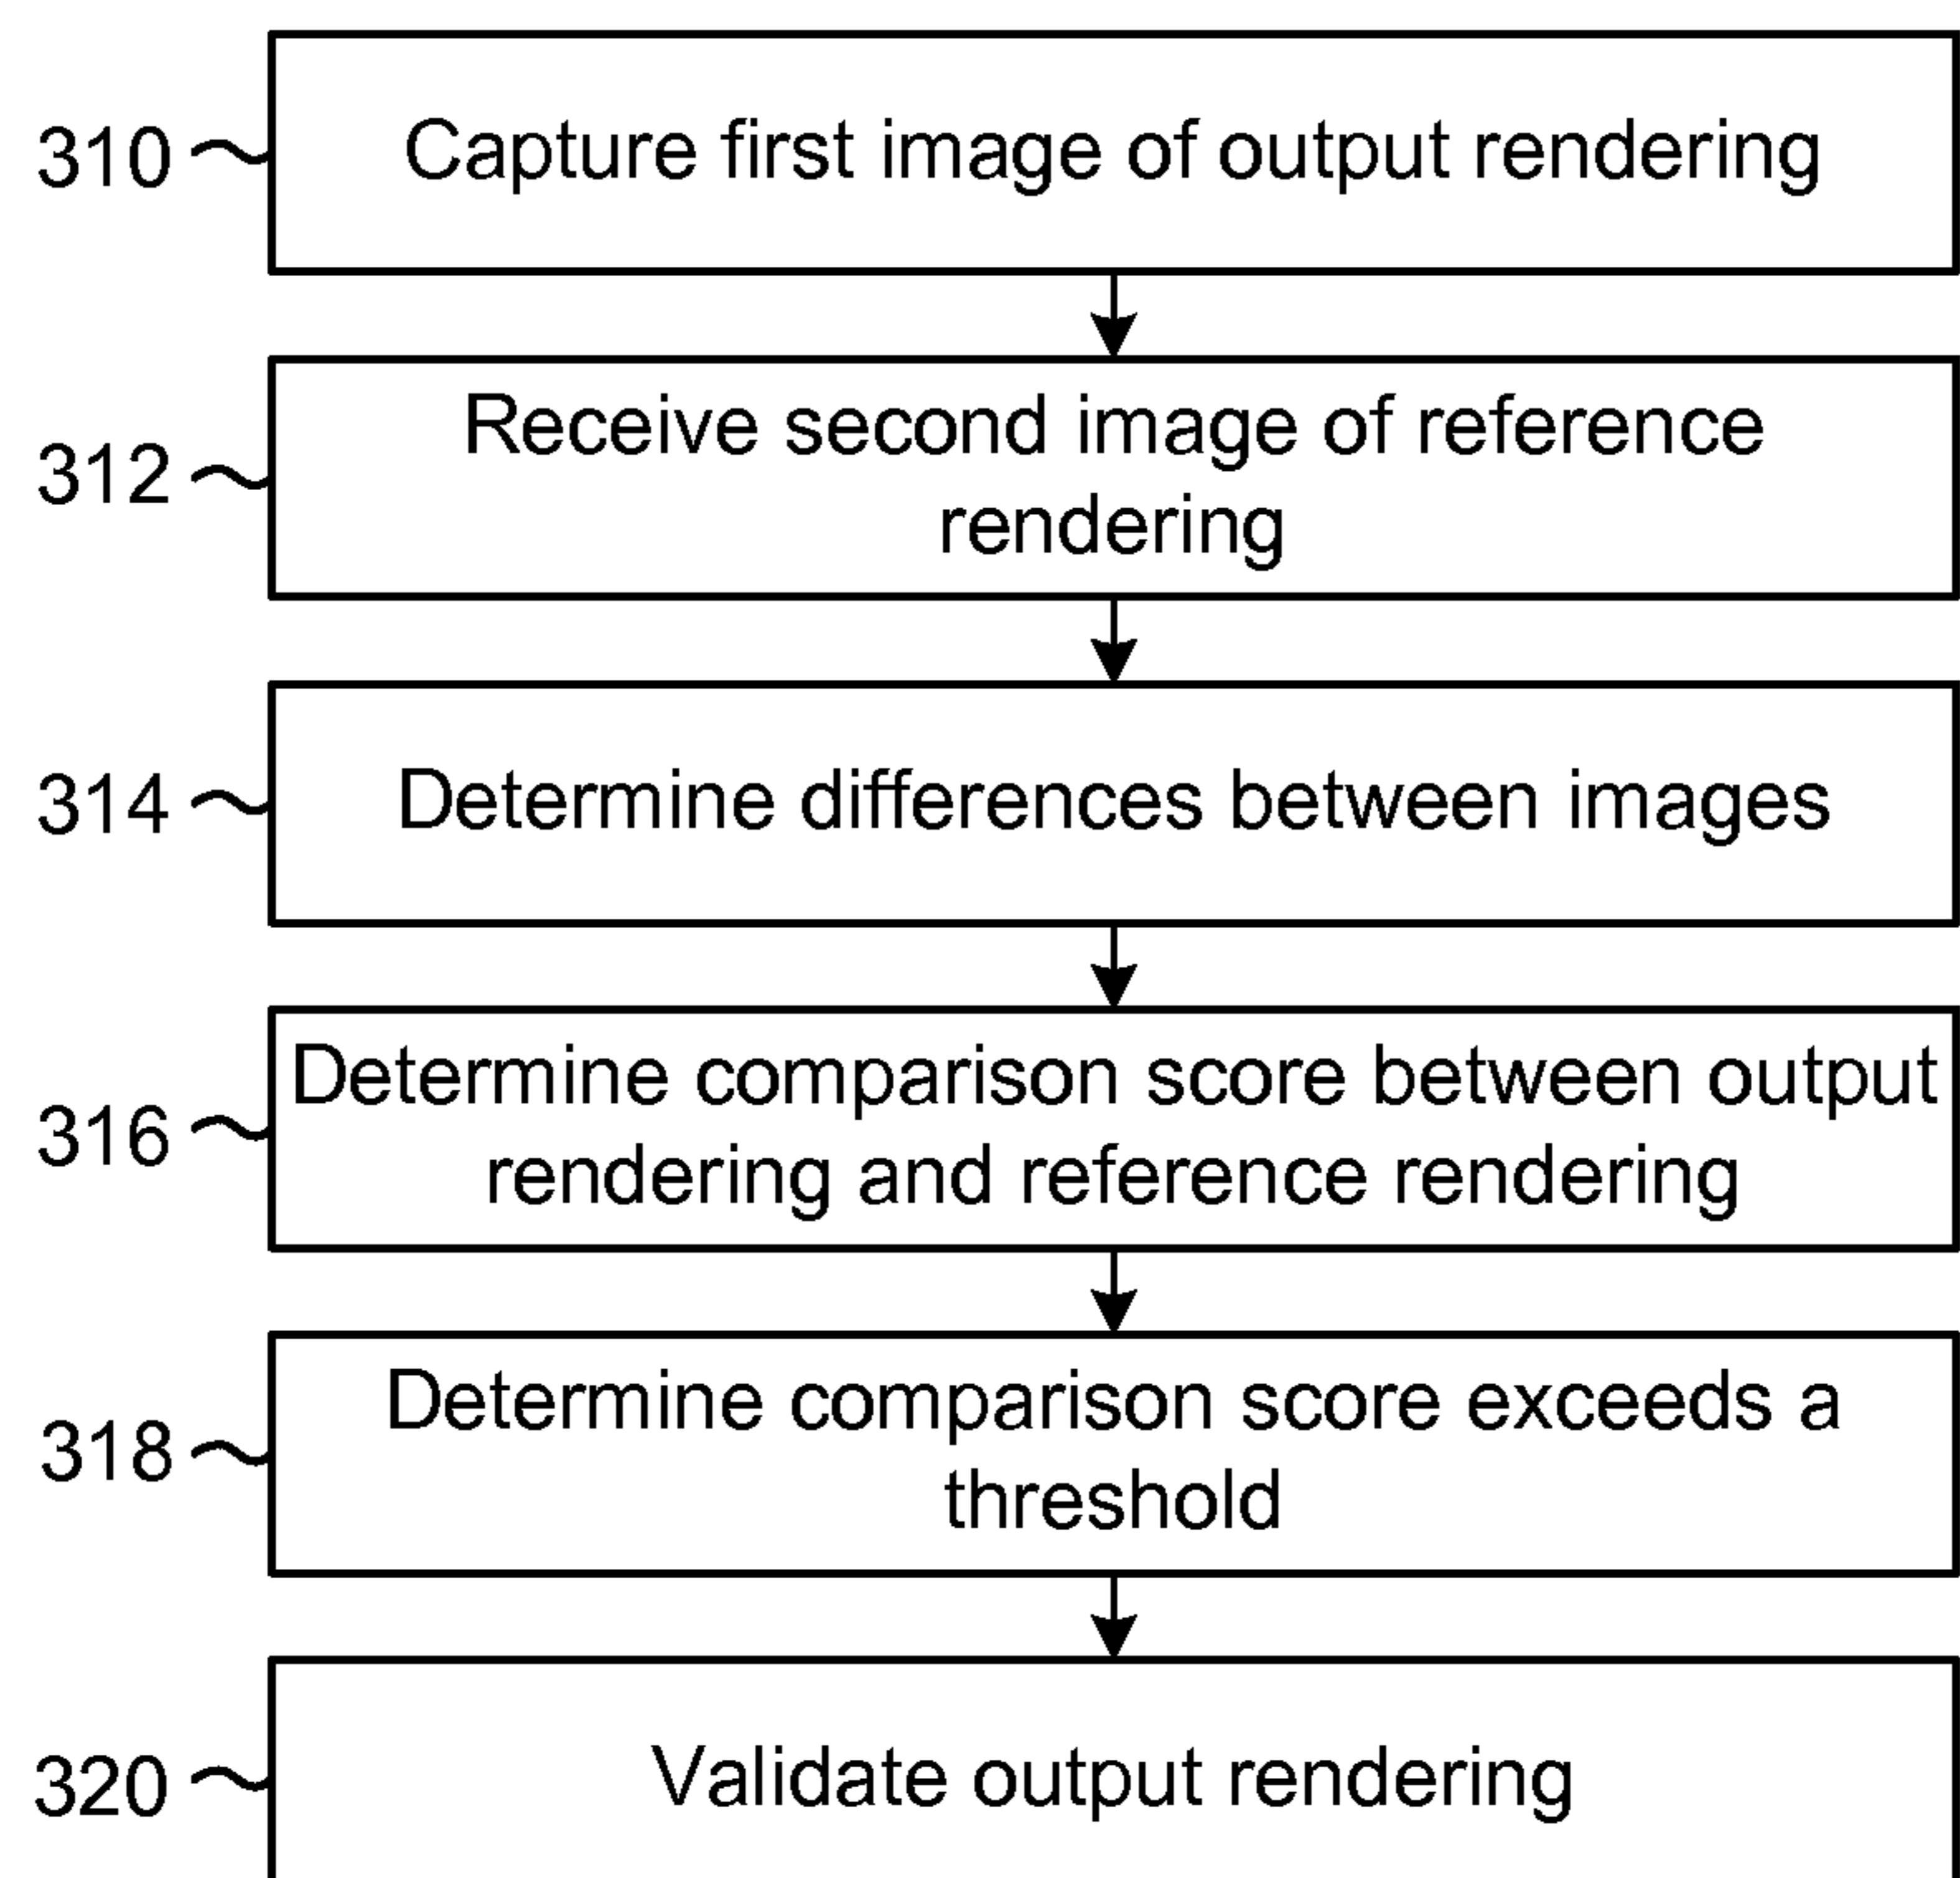 310
Capture first image of output rendering
312
Receive second image of reference
rendering
314
Determine differences between images
316
Determine comparison score between output
rendering and reference rendering
318
Determine comparison score exceeds a
threshold
320
Validate output rendering